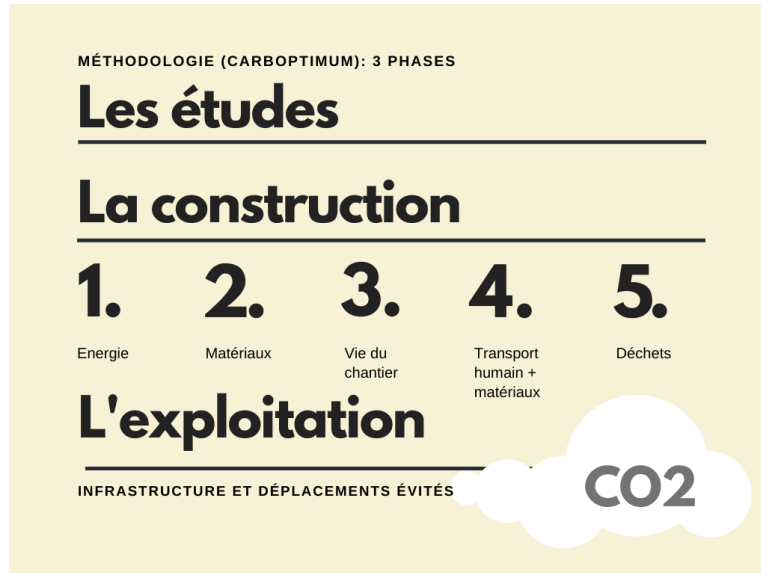 MÉTHODOLOGIE (CARBOPTIMUM): 3 PHASES
Les études
La construction
1. 2. 3. 4. 5.
Energie
Matériaux
Vie du
chantier
Transport
humain +
matériaux
Déchets
L'exploitation
INFRASTRUCTURE ET DÉPLACEMENTS ÉVITÉS
CO2